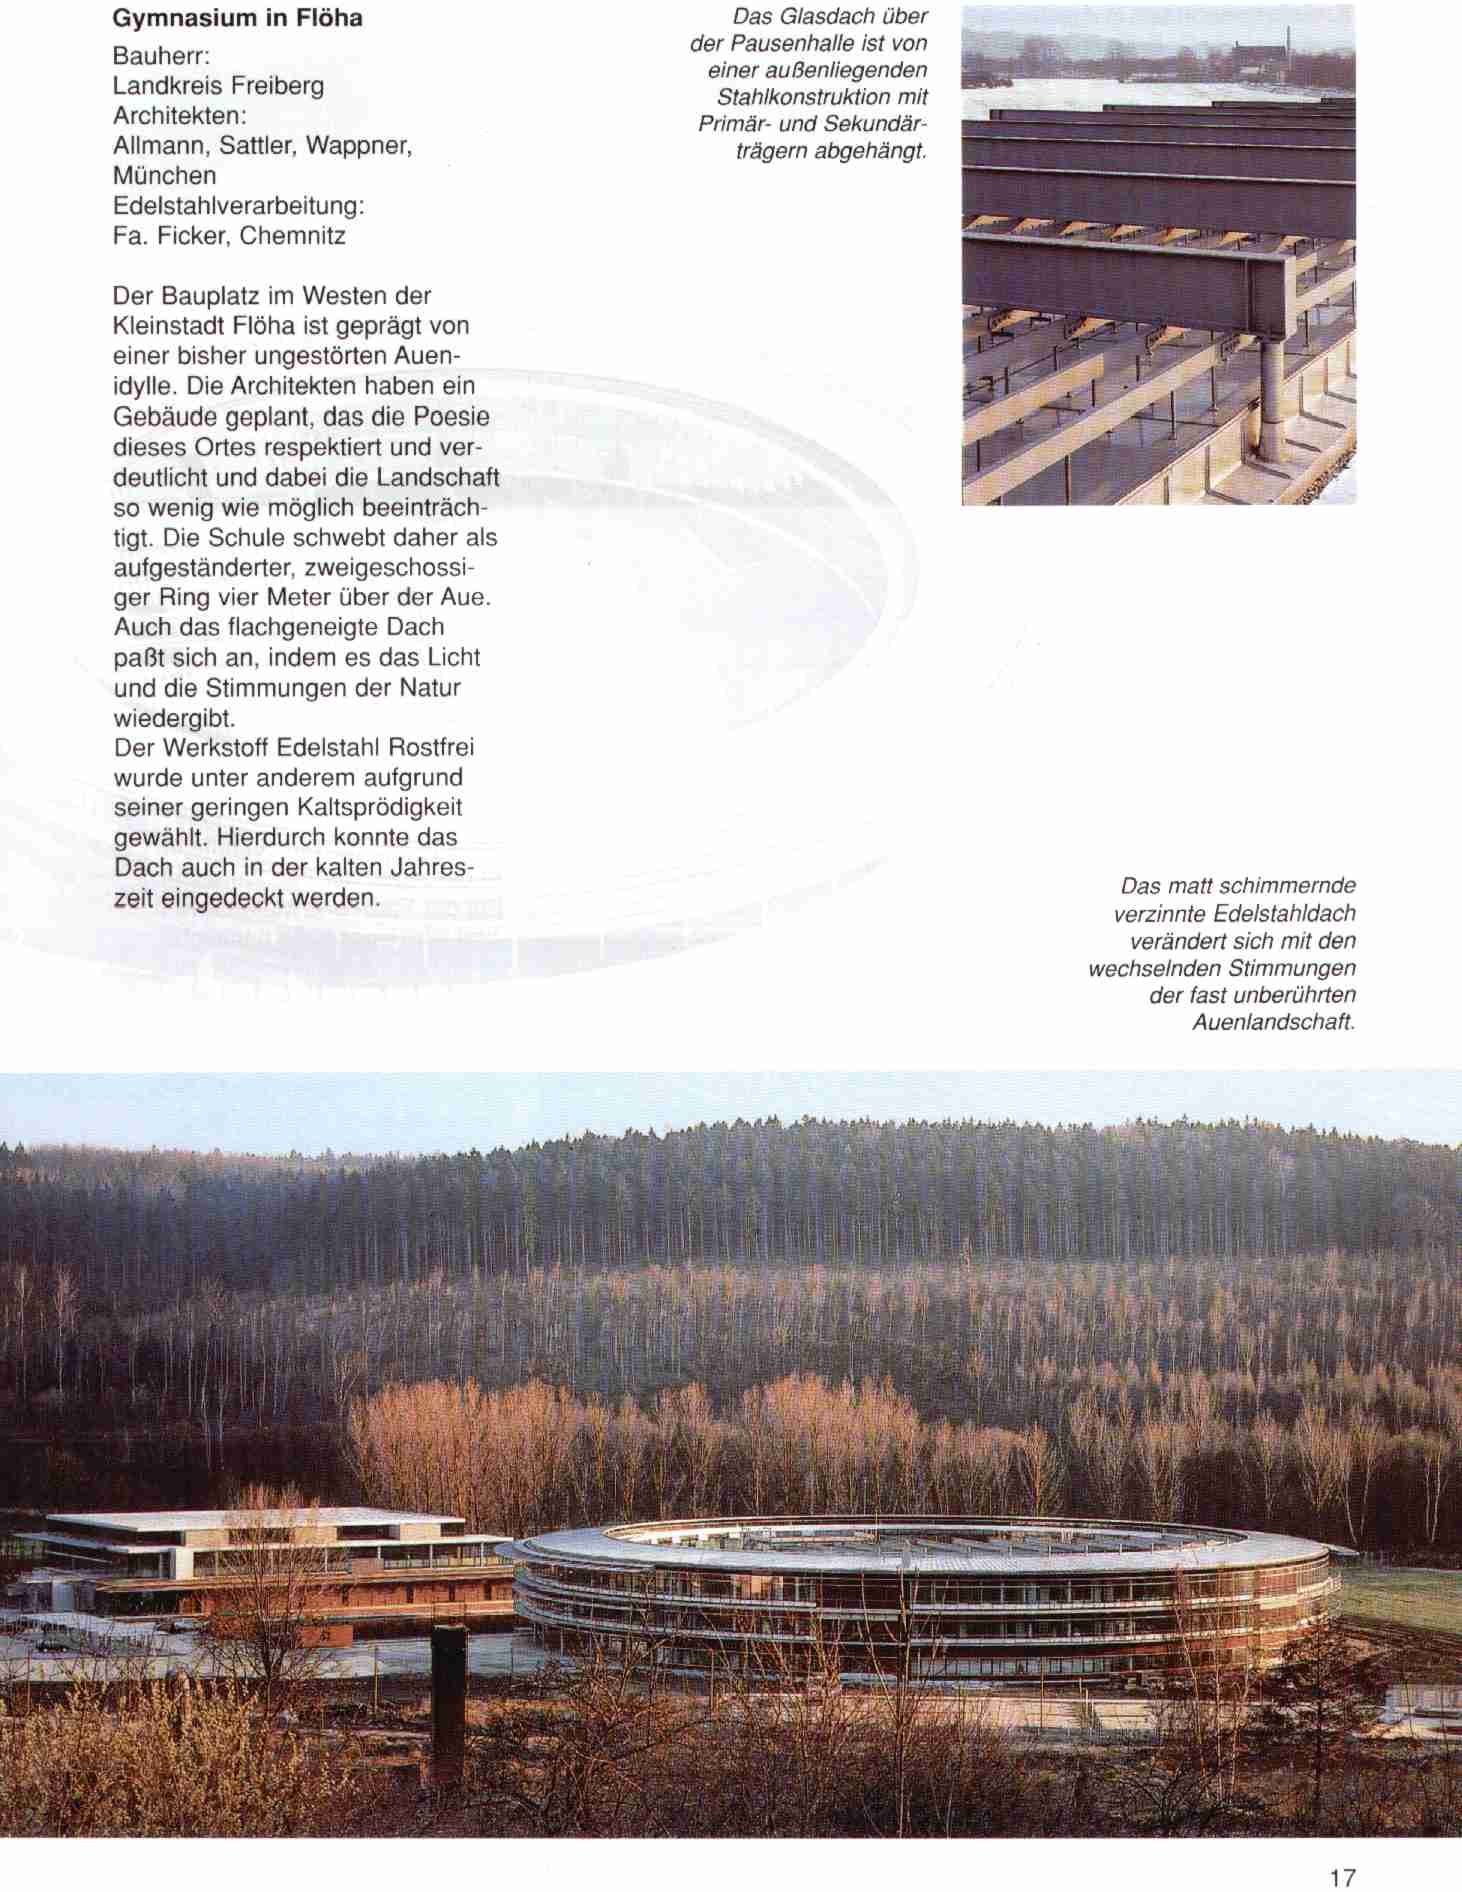 Gymnasium in Flöha
Bauherr:
Landkreis Freiberg
Architekten:
Allmann, Sattler, Wappner,
München
Edelstahlverarbeitung:
Fa. Ficker, Chemnitz
Der Bauplatz im Westen der
Kleinstadt Flöha ist geprägt von
einer bisher ungestörten Auen-
idylle. Die Architekten haben ein
Gebäude geplant, das die Poesie
dieses Ortes respektiert und ver-
deutlicht und dabei die Landschaft
so wenig wie möglich beeinträch-
tigt. Die Schule schwebt daher als
aufgeständerter, zweigeschossi-
ger Ring vier Meter über der Aue.
Auch das flachgeneigte Dach
paßt sich an, indem es das Licht
und die Stimmungen der Natur
wiedergibt.
Der Werkstoff Edelstahl Rostfrei
wurde unter anderem aufgrund
seiner geringen Kaltsprödigkeit
gewählt. Hierdurch konnte das
Dach auch in der kalten Jahres-
zeit eingedeckt werden.
Das Glasdach über
der Pausenhalle ist von
einer außenliegenden
Stahlkonstruktion mit
Primär- und Sekundär-
trägern abgehängt.
Das matt schimmernde
verzinnte Edelstahldach
verändert sich mit den
wechselnden Stimmungen
der fast unberührten
Auenlandschaft.
17